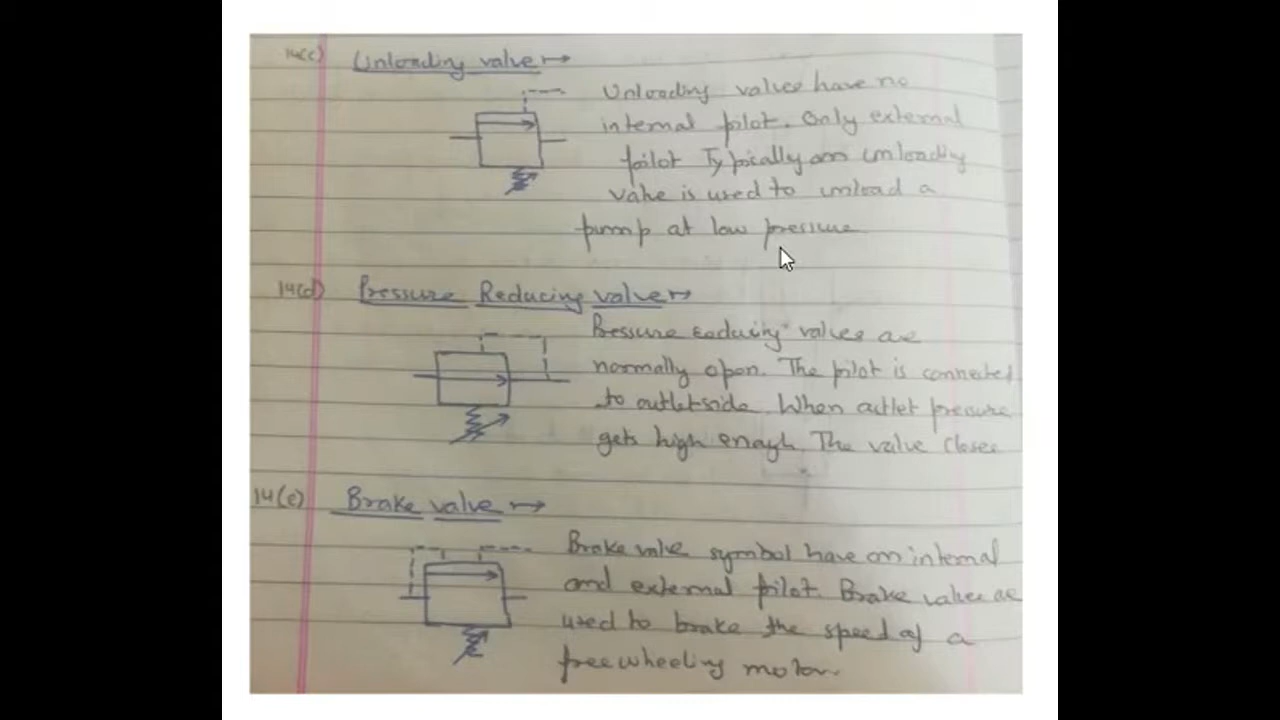 14(c) Unloading valve →
Unloading valves have no
internal pilot. Only external
pilot Typically an unloading
valve is used to unload a
pump at low pressure
14(d) Pressure Reducing valve →
Pressure reducing valves are
normally open. The pilot is connected
to outlet side. When outlet pressure
gets high enough. The valve closes
14(e) Brake valve →
Brake valve symbol have an internal
and external pilot. Brake valves are
used to brake the speed of a
freewheeling motor.